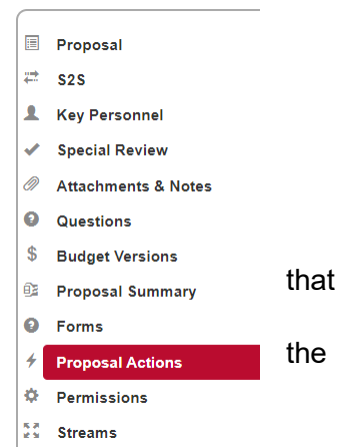 Proposal
S2S
Key Personnel
Special Review
Attachments & Notes
Questions
$ Budget Versions
that
Proposal Summary
Forms
the
Proposal Actions
Permissions
Streams